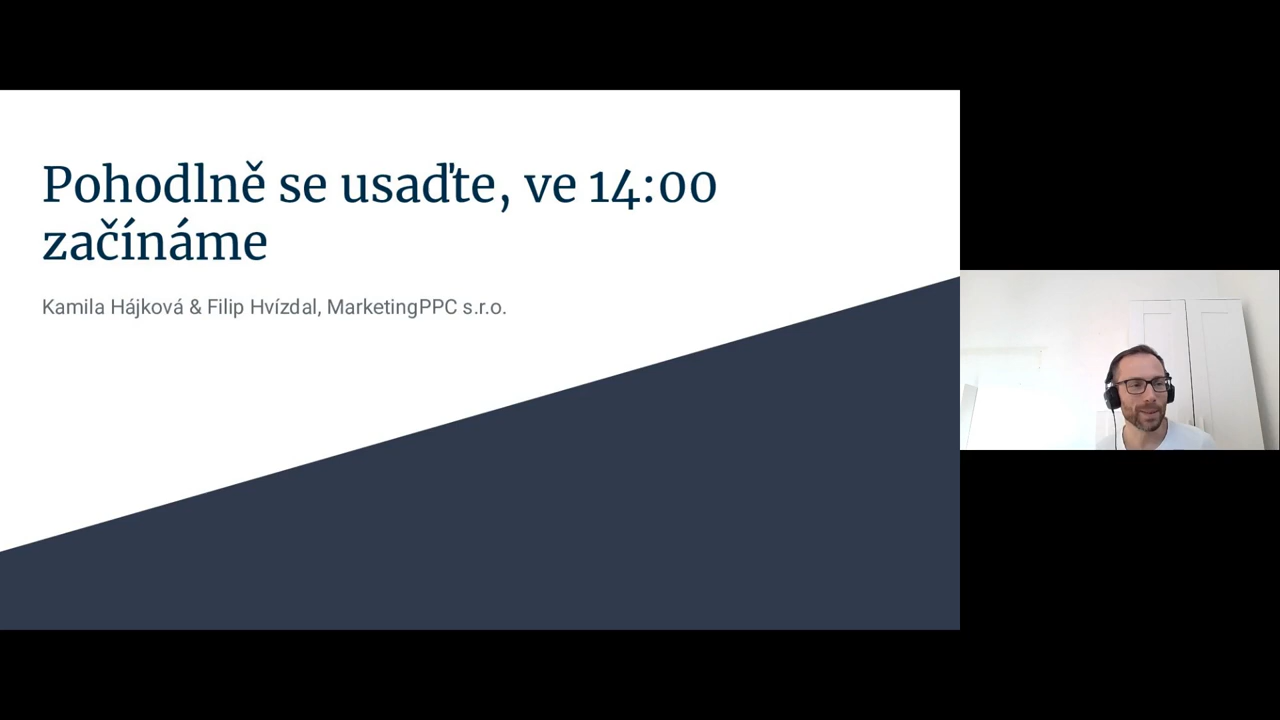 Pohodlně se usaďte, ve 14:00
začínáme
Kamila Hájková & Filip Hvízdal, MarketingPPC s.r.o.